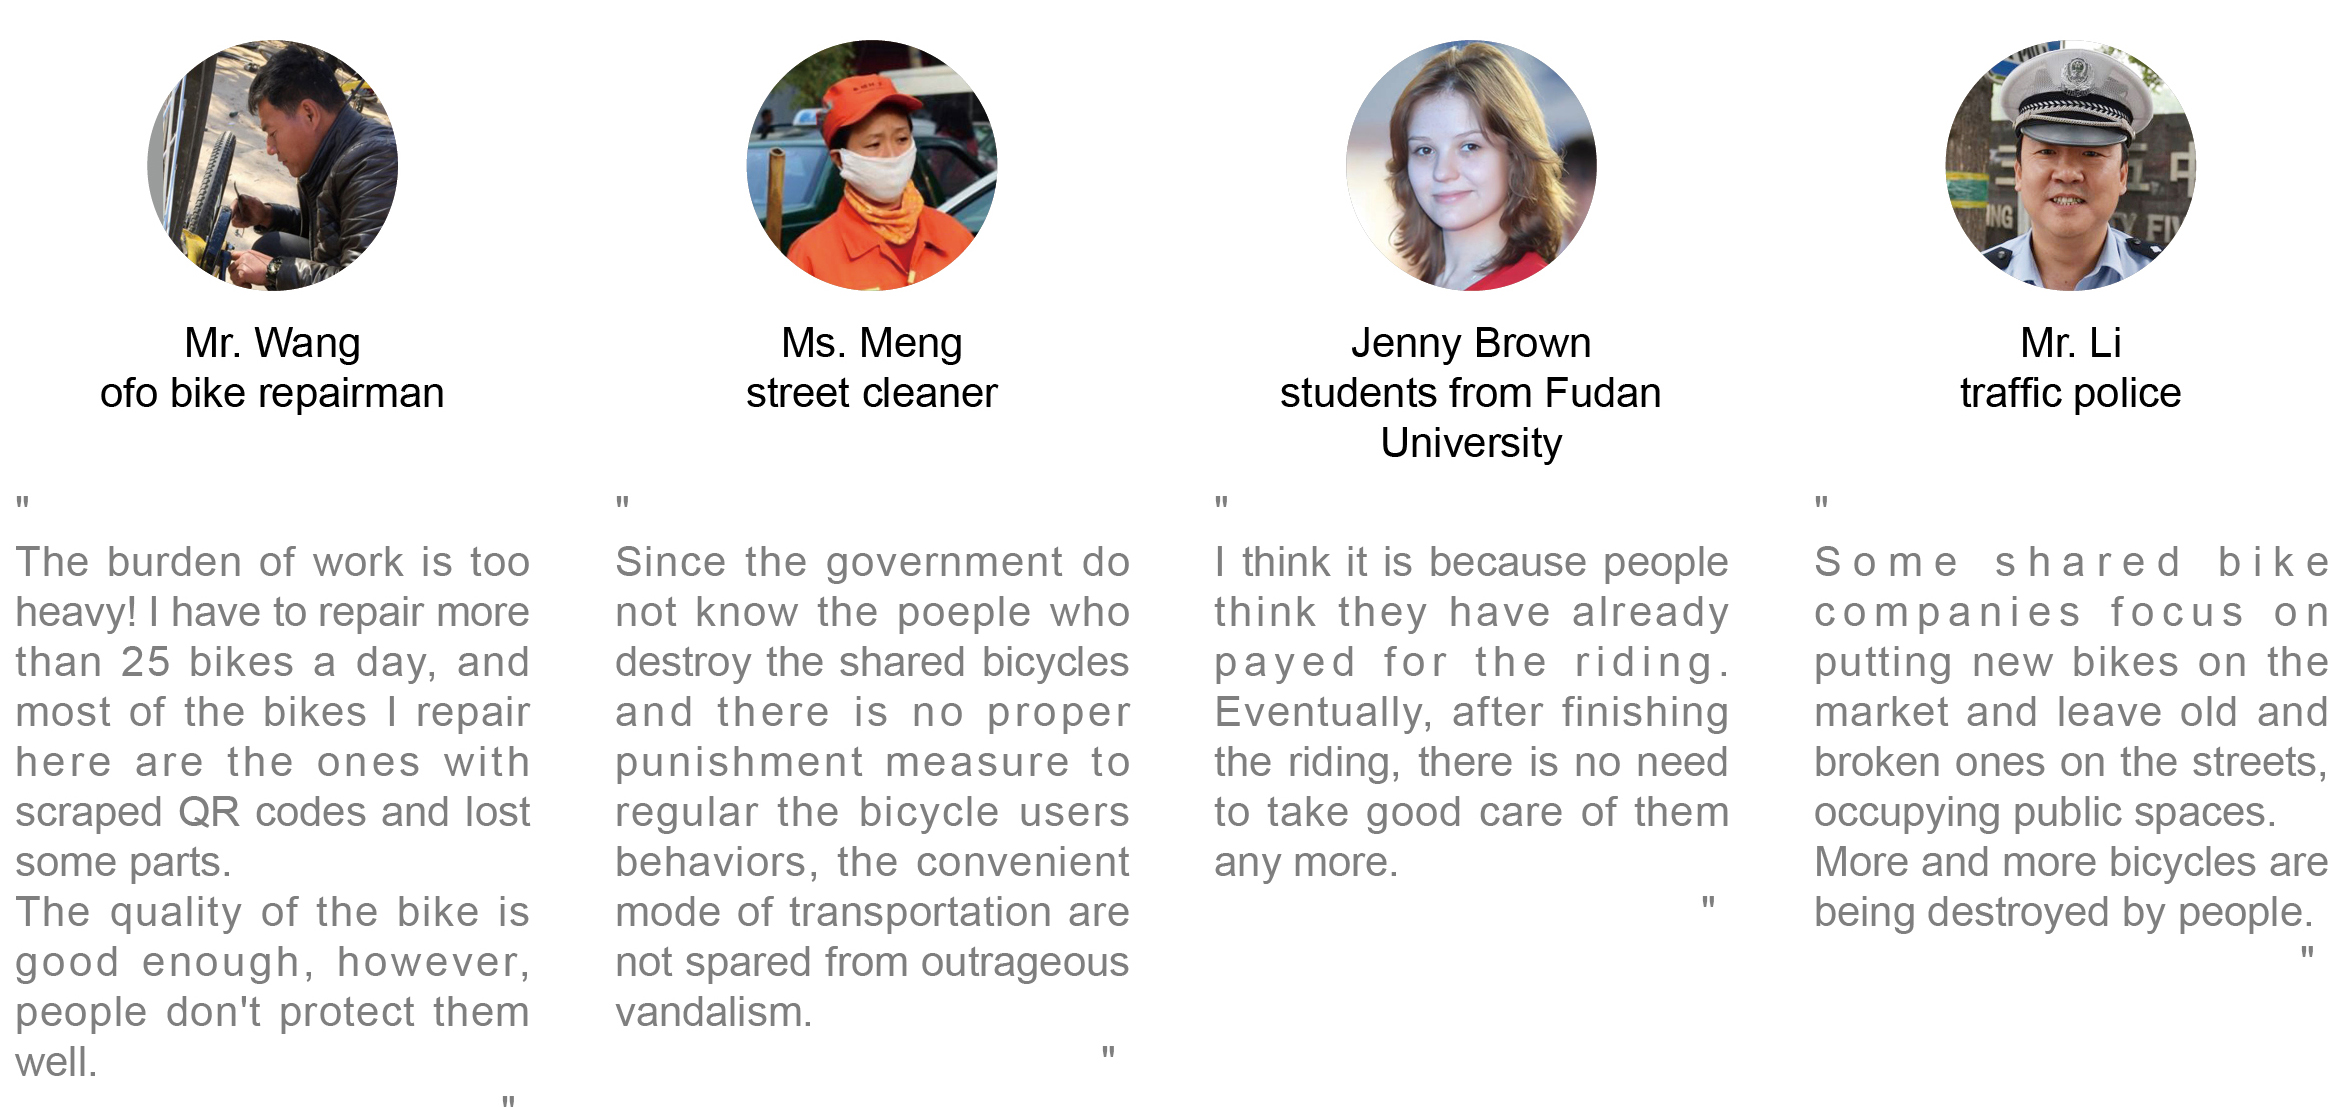 Mr. Wang
ofo bike repairman
"
The burden of work is too
heavy! I have to repair more
than 25 bikes a day, and
most of the bikes I repair
here are the ones with
scraped QR codes and lost
some parts.
The quality of the bike is
good enough, however,
people don't protect them
well.
"
Ms. Meng
street cleaner
"
Since the government do
not know the poeple who
destroy the shared bicycles
and there is no proper
punishment measure to
regular the bicycle users
behaviors, the convenient
mode of transportation are
not spared from outrageous
vandalism.
"
Jenny Brown
students from Fudan
University
"
I think it is because people
think they have already
payed for the riding.
Eventually, after finishing
the riding, there is no need
to take good care of them
any more.
"
Mr. Li
traffic police
"
Some shared bike
companies focus on
putting new bikes on the
market and leave old and
broken ones on the streets,
occupying public spaces.
More and more bicycles are
being destroyed by people.
"